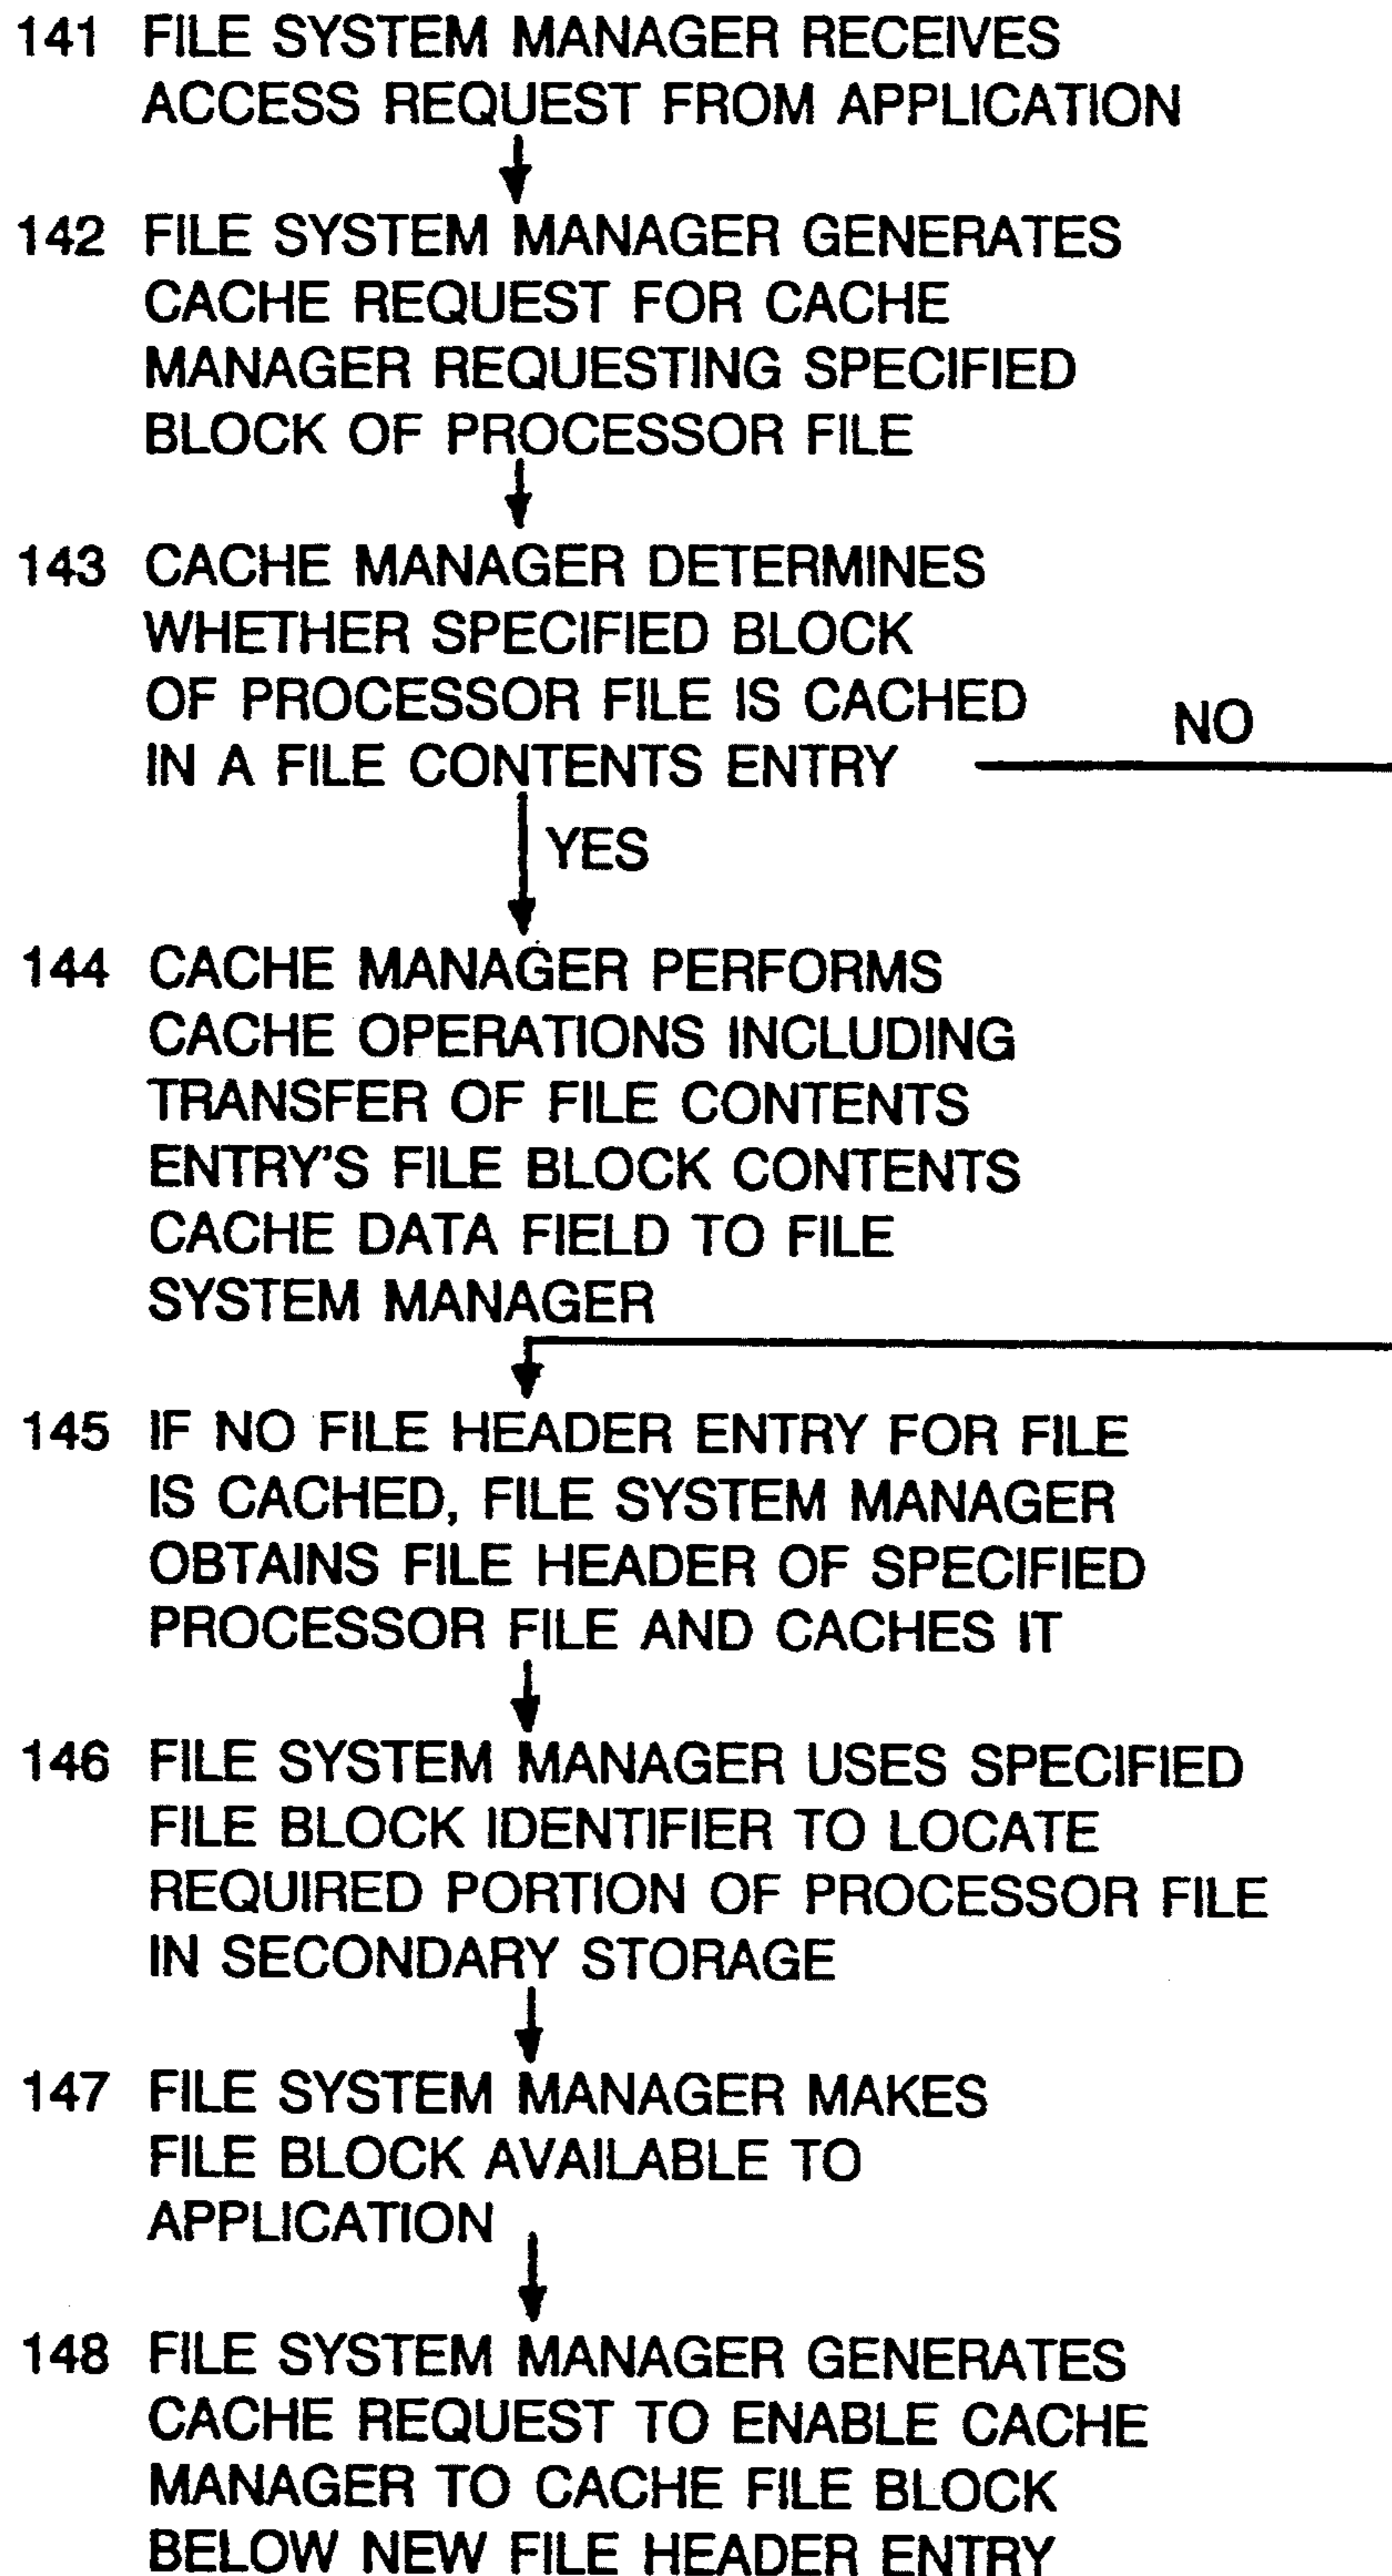 141 FILE SYSTEM MANAGER RECEIVES
ACCESS REQUEST FROM APPLICATION
142 FILE SYSTEM MANAGER GENERATES
CACHE REQUEST FOR CACHE
MANAGER REQUESTING SPECIFIED
BLOCK OF PROCESSOR FILE
143 CACHE MANAGER DETERMINES
WHETHER SPECIFIED BLOCK
OF PROCESSOR FILE IS CACHED
NO
IN A FILE CONTENTS ENTRY
YES
144 CACHE MANAGER PERFORMS
CACHE OPERATIONS INCLUDING
TRANSFER OF FILE CONTENTS
ENTRY'S FILE BLOCK CONTENTS
CACHE DATA FIELD TO FILE
SYSTEM MANAGER
145 IF NO FILE HEADER ENTRY FOR FILE
IS CACHED, FILE SYSTEM MANAGER
OBTAINS FILE HEADER OF SPECIFIED
PROCESSOR FILE AND CACHES IT
146 FILE SYSTEM MANAGER USES SPECIFIED
FILE BLOCK IDENTIFIER TO LOCATE
REQUIRED PORTION OF PROCESSOR FILE
IN SECONDARY STORAGE
147 FILE SYSTEM MANAGER MAKES
FILE BLOCK AVAILABLE TO
APPLICATION
148 FILE SYSTEM MANAGER GENERATES
CACHE REQUEST TO ENABLE CACHE
MANAGER TO CACHE FILE BLOCK
BELOW NEW FILE HEADER ENTRY